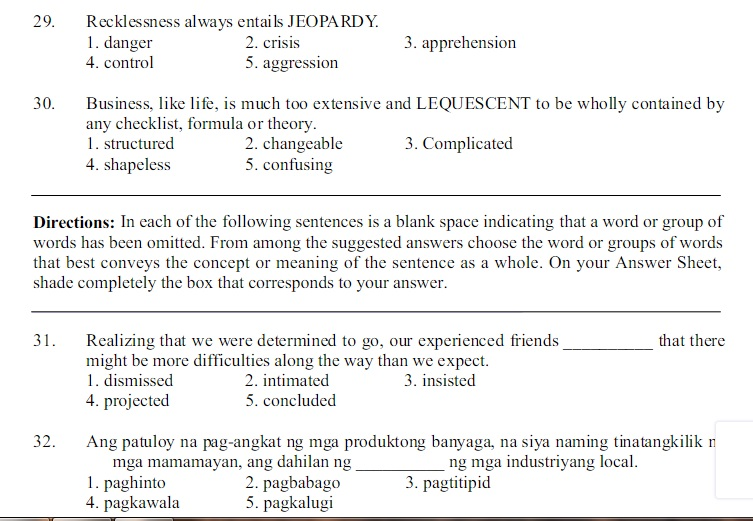 29. Recklessness always entails JEOPARDY.
1. danger 2. crisis 3. apprehension
4. control 5. aggression
30. Business, like life, is much too extensive and LEQUESCENT to be wholly contained by
any checklist, formula or theory.
1. structured 2. changeable 3. Complicated
4. shapeless 5. confusing
Directions: In each of the following sentences is a blank space indicating that a word or group of
words has been omitted. From among the suggested answers choose the word or groups of words
that best conveys the concept or meaning of the sentence as a whole. On your Answer Sheet,
shade completely the box that corresponds to your answer.
31. Realizing that we were determined to go, our experienced friends __________ that there
might be more difficulties along the way than we expect.
1. dismissed 2. intimated 3. insisted
4. projected 5. concluded
32. Ang patuloy na pag-angkat ng mga produktong banyaga, na siya naming tinatangkilik
mga mamamayan, ang dahilan ng __________ ng mga industriyang local.
1. paghinto 2. pagbabago 3. pagtitipid
4. pagkawala 5. pagkalugi